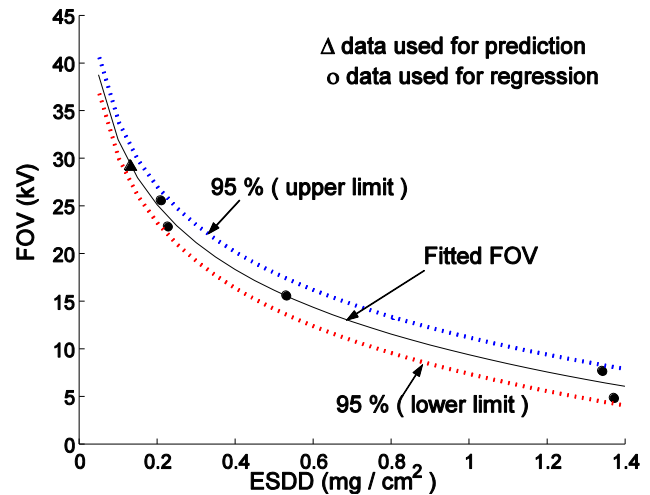 Δ data used for prediction
o data used for regression
95 % ( upper limit )
Fitted FOV
95 % ( lower limit )
FOV (kV)
45
40
35
30
25
20
15
10
5
0
0 0.2 0.4 0.6 0.8 1 1.2 1.4
ESDD (mg / cm²)